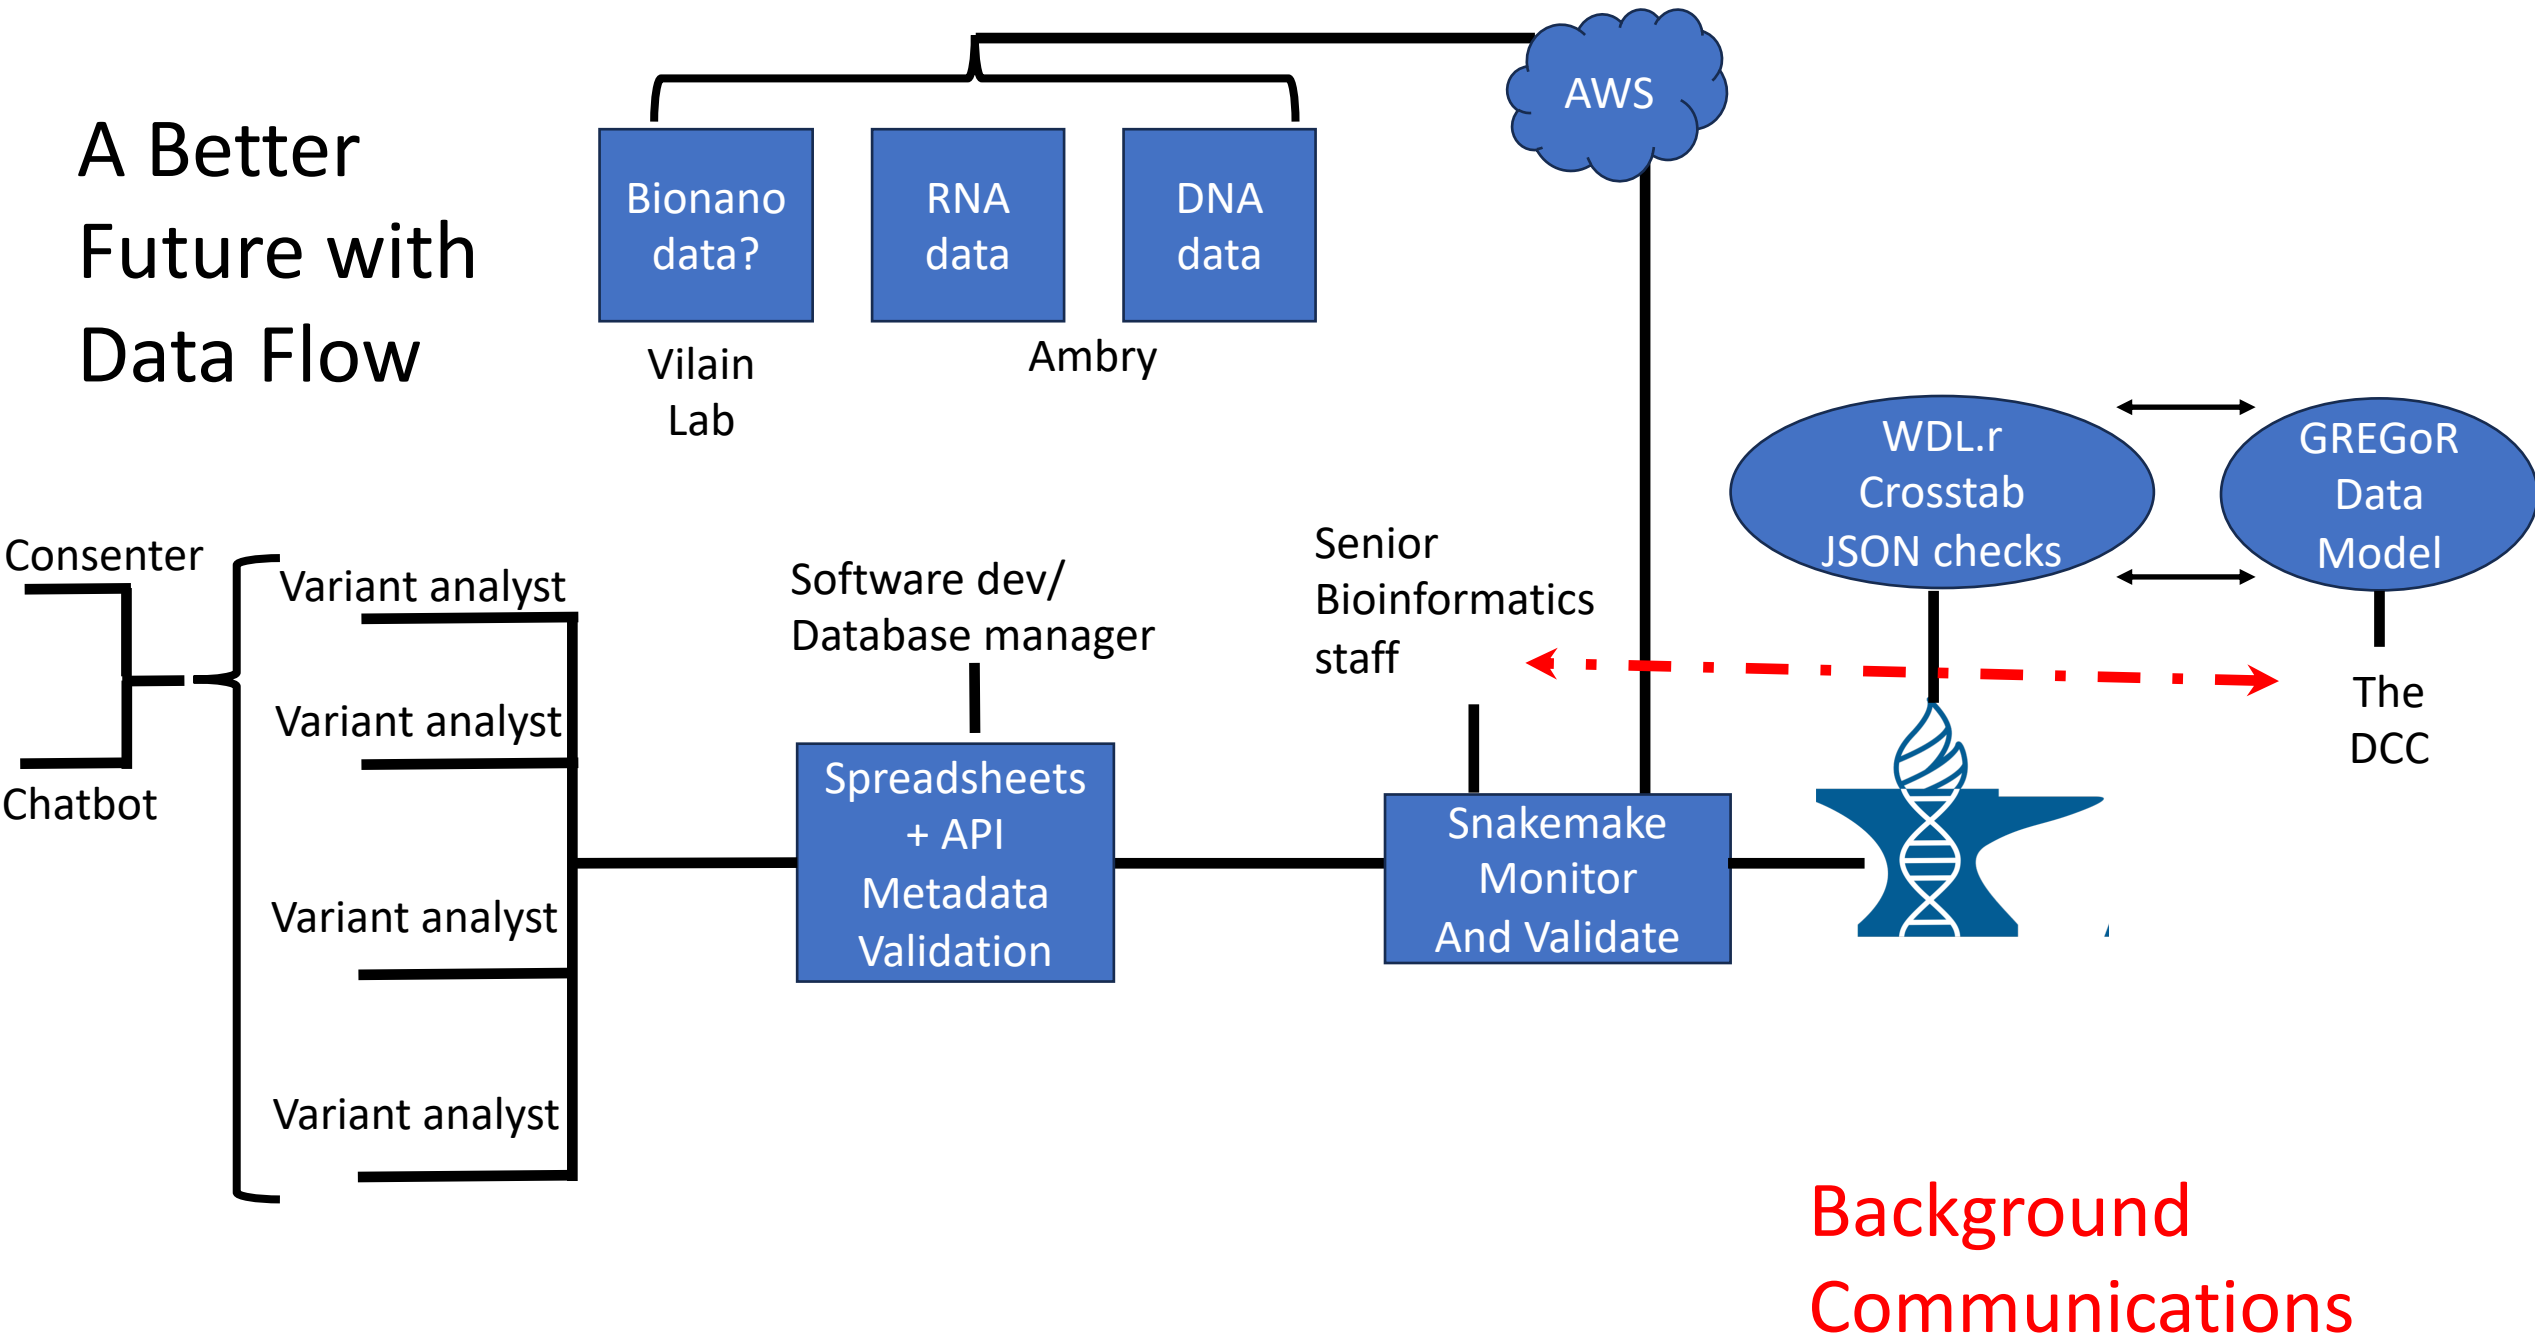 A Better
Future with
Data Flow
AWS
Bionano
data?
RNA
data
DNA
data
Vilain
Lab
Ambry
WDL.r
Crosstab
JSON checks
GREGoR
Data
Model
Consenter
Chatbot
Variant analyst
Variant analyst
Variant analyst
Variant analyst
Software dev/
Database manager
Senior
Bioinformatics
staff
The
DCC
Spreadsheets
+ API
Metadata
Validation
Snakemake
Monitor
And Validate
Background
Communications